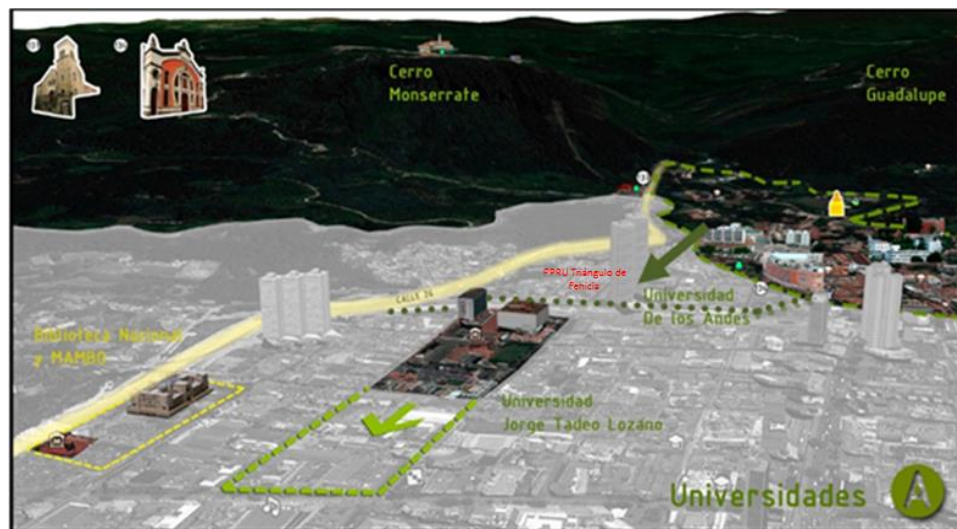 Cerro
Monserrate
Cerro
Guadalupe
PPRU Triángulo de
Fenicia
CALLE 26
Universidad
De los Andes
Biblioteca Nacional
y MAMBO
Universidad
Jorge Tadeo Lozano
Universidades
A